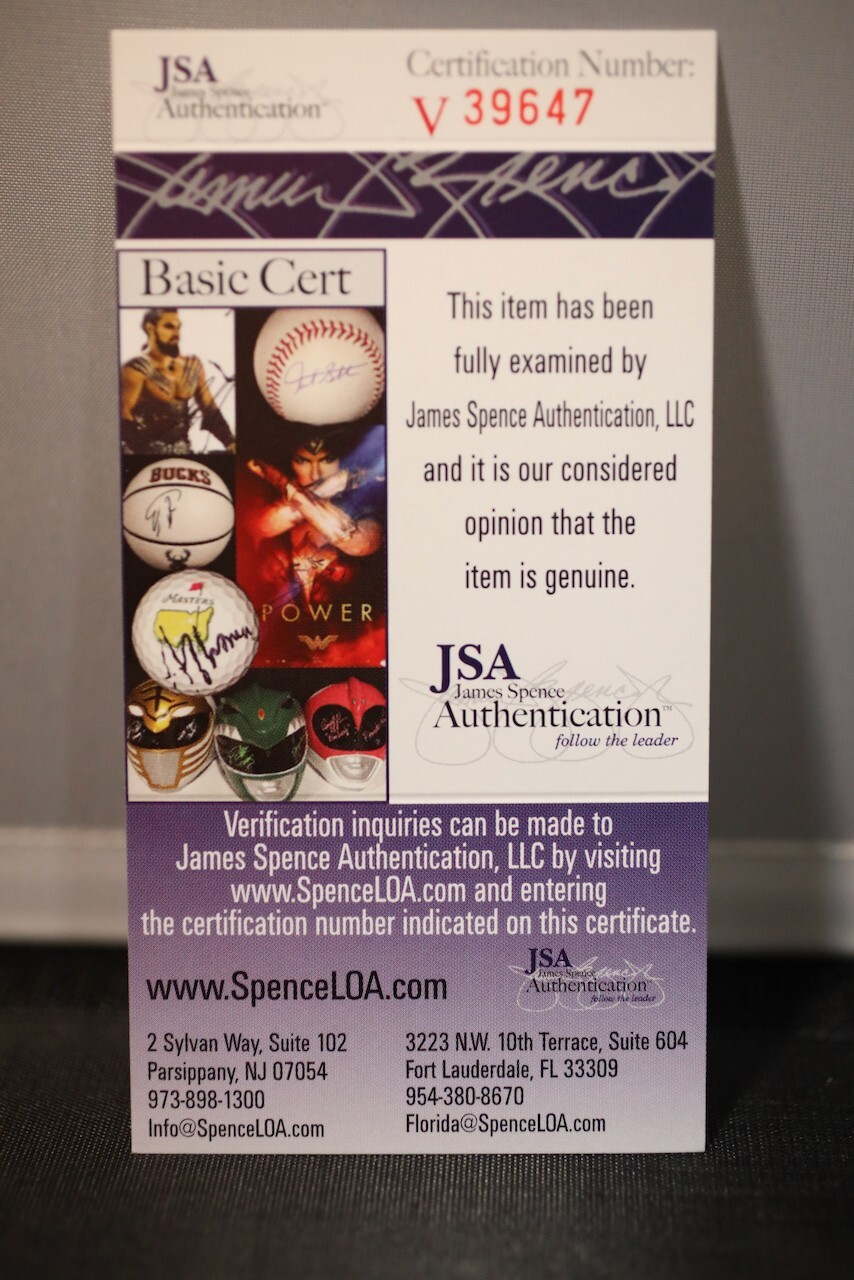 JSA
James Spence
Authentication
Certification Number:
V 39647
James Spence
Basic Cert
BUCKS
MASTERS
POWER
This item has been
fully examined by
James Spence Authentication, LLC
and it is our considered
opinion that the
item is genuine.
JSA
James Spence
Authentication™
follow the leader
Verification inquiries can be made to
James Spence Authentication, LLC by visiting
www.SpenceLOA.com and entering
the certification number indicated on this certificate.
www.SpenceLOA.com
JSA
James Spence
Authentication
follow the leader
2 Sylvan Way, Suite 102
Parsippany, NJ 07054
973-898-1300
Info@SpenceLOA.com
3223 N.W. 10th Terrace, Suite 604
Fort Lauderdale, FL 33309
954-380-8670
Florida@SpenceLOA.com